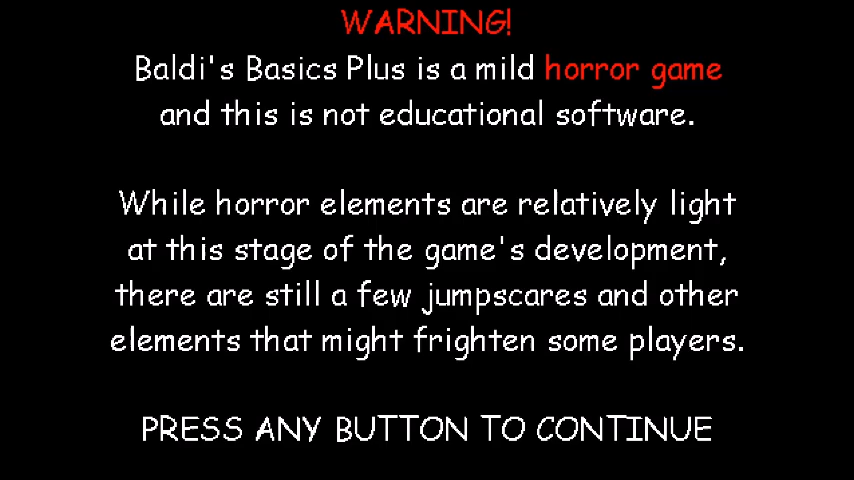 WARNING!
Baldi's Basics Plus is a mild horror game
and this is not educational software.
While horror elements are relatively light
at this stage of the game's development,
there are still a few jumpscares and other
elements that might frighten some players.
PRESS ANY BUTTON TO CONTINUE